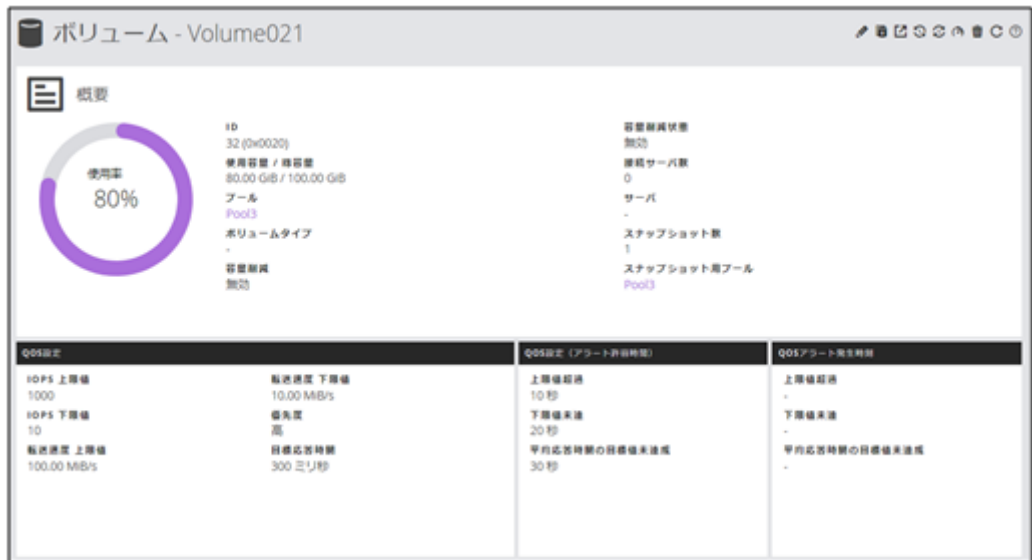 ボリューム - Volume021
概要
使用率
80%
ID
32 (0x0020)
使用容量 / 総容量
80.00 GiB / 100.00 GiB
プール
Pool3
ボリュームタイプ
-
容量削減
無効
容量削減状態
無効
接続サーバ数
0
サーバ
-
スナップショット数
1
スナップショット用プール
Pool3
QOS設定
IOPS 上限値
1000
IOPS 下限値
10
転送速度 上限値
100.00 MiB/s
転送速度 下限値
10.00 MiB/s
優先度
高
目標応答時間
300 ミリ秒
QOS設定（アラート許容時間）
上限値超過
10 秒
下限値未達
20 秒
平均応答時間の目標値未達成
30 秒
QOSアラート発生時刻
上限値超過
-
下限値未達
-
平均応答時間の目標値未達成
-